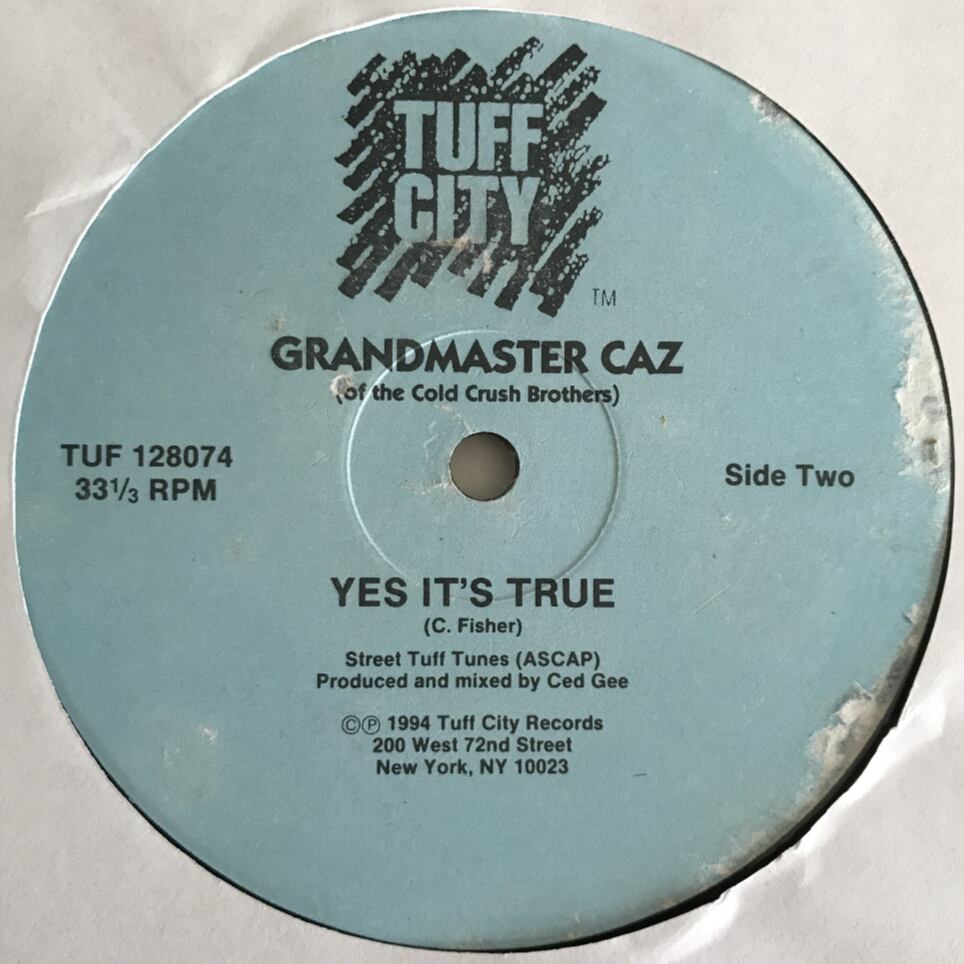 TUFF
CITY
TM
GRANDMASTER CAZ
(of the Cold Crush Brothers)
TUF 128074
33 1/3 RPM
Side Two
YES IT'S TRUE
(C. Fisher)
Street Tuff Tunes (ASCAP)
Produced and mixed by Ced Gee
©℗ 1994 Tuff City Records
200 West 72nd Street
New York, NY 10023